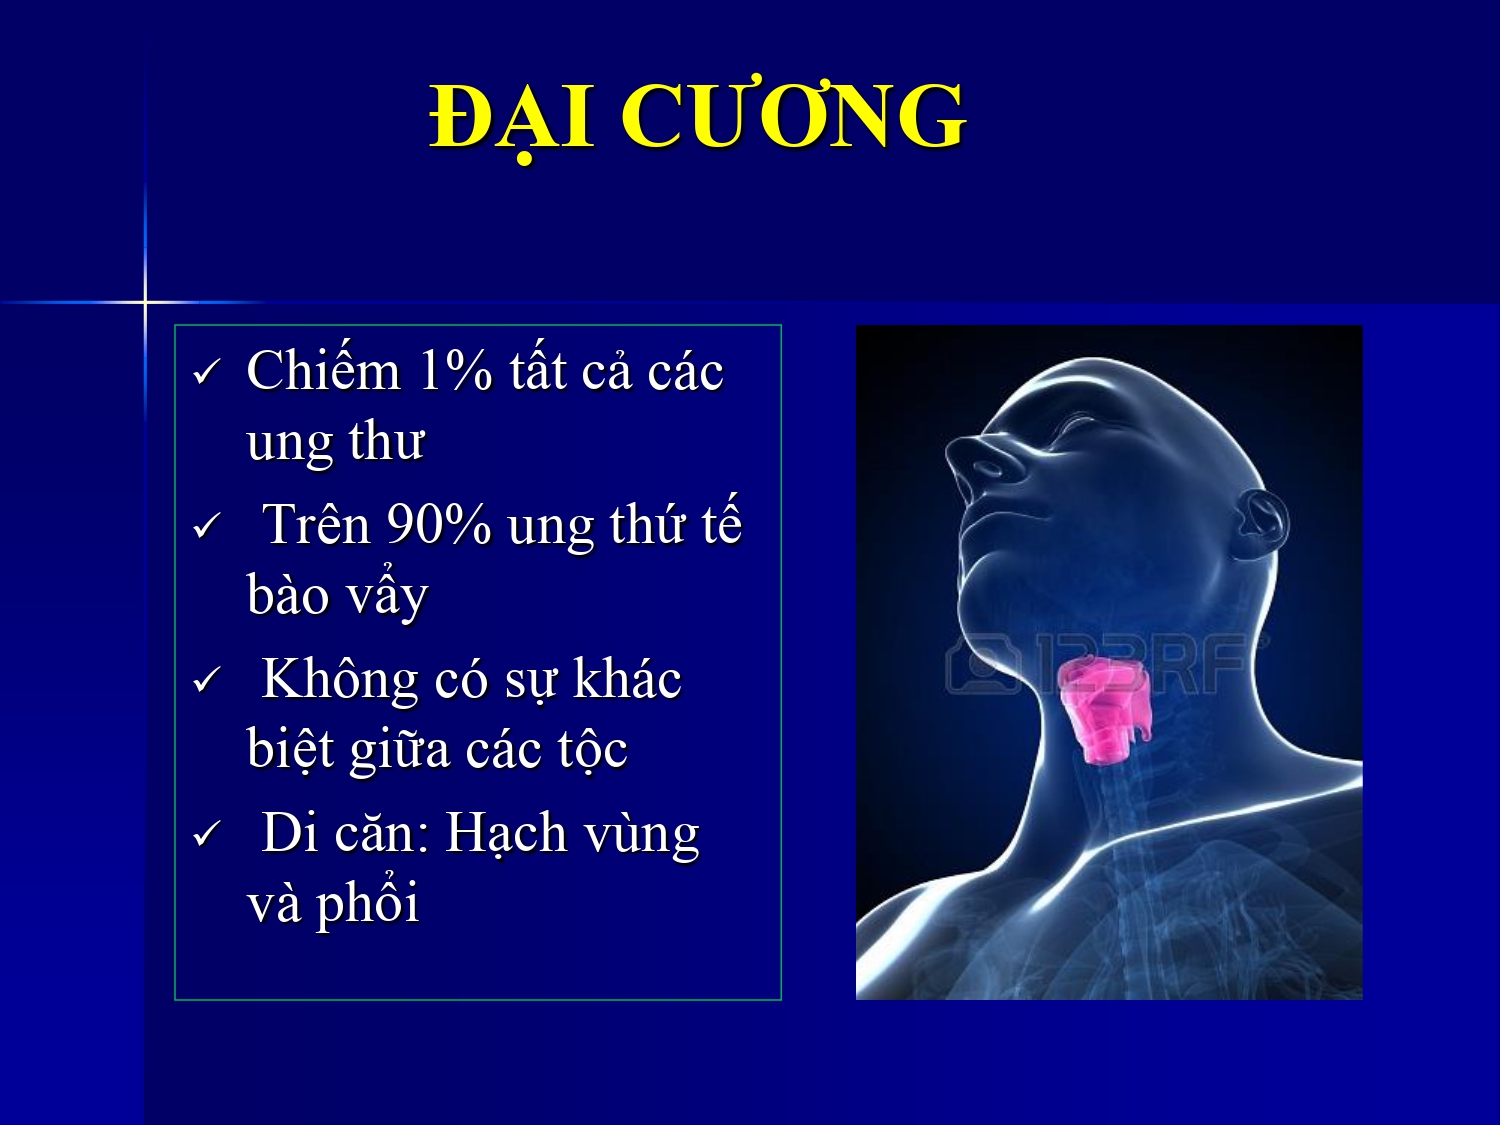 ĐẠI CƯƠNG
✓ Chiếm 1% tất cả các
ung thư
✓ Trên 90% ung thứ tế
bào vẩy
✓ Không có sự khác
biệt giữa các tộc
✓ Di căn: Hạch vùng
và phổi
123RF®